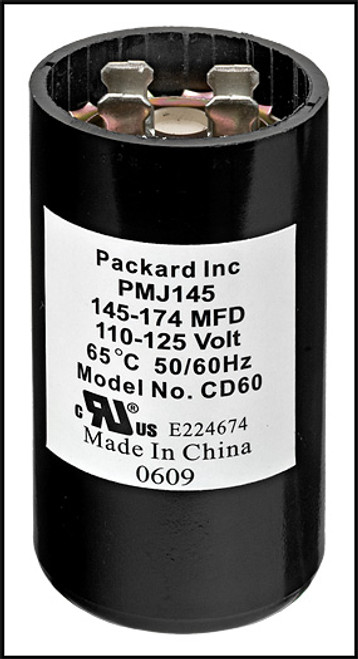 Packard Inc
PMJ145
145-174 MFD
110-125 Volt
65°C 50/60Hz
Model No. CD60
c RU ® US E224674
Made In China
0609